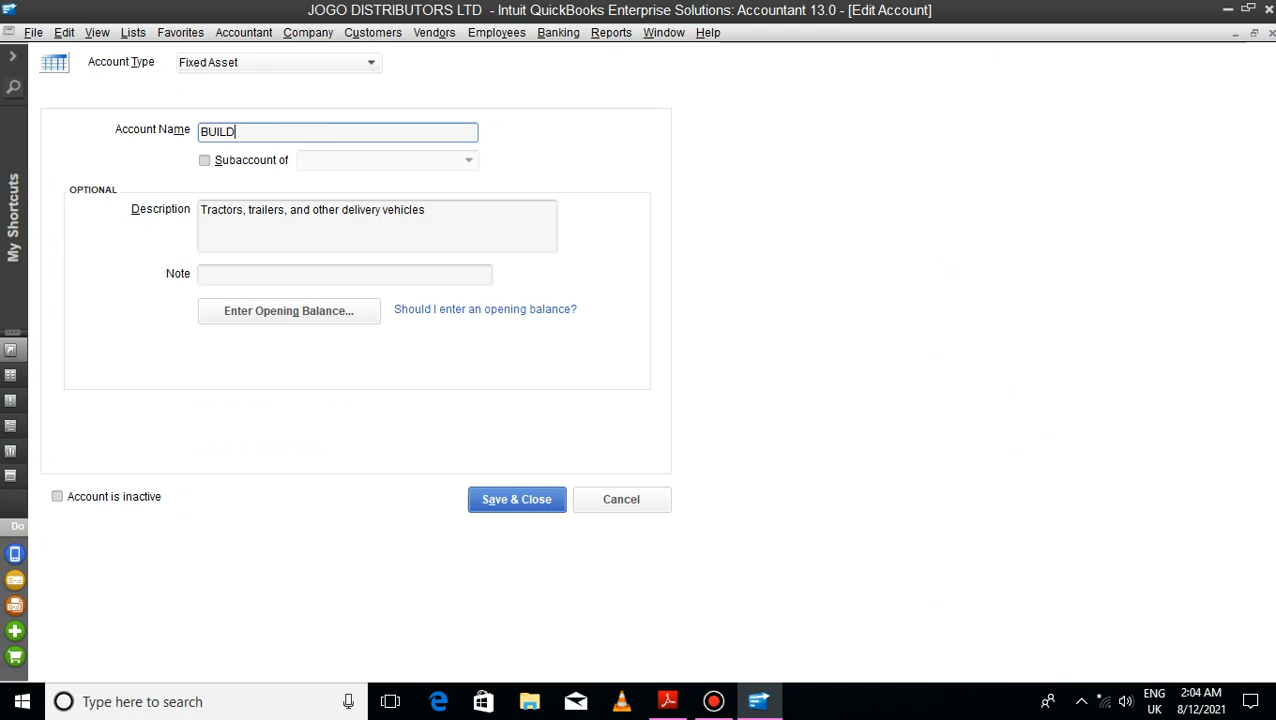 JOGO DISTRIBUTORS LTD - Intuit QuickBooks Enterprise Solutions: Accountant 13.0 - [Edit Account]
File Edit View Lists Favorites Accountant Company Customers Vendors Employees Banking Reports Window Help
Account Type Fixed Asset
Account Name BUILD
Subaccount of
OPTIONAL
Description Tractors, trailers, and other delivery vehicles
My Shortcuts
Note
Enter Opening Balance... Should I enter an opening balance?
Account is inactive Save & Close Cancel
Do
Type here to search
ENG 2:04 AM
UK 8/12/2021